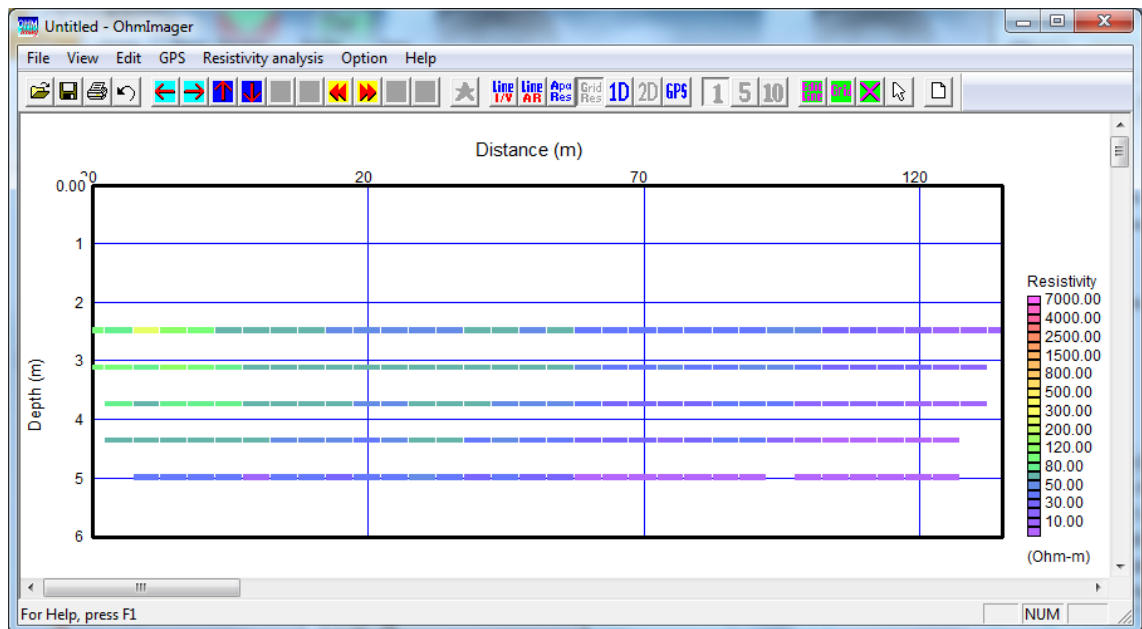 Untitled - OhmImager
File View Edit GPS Resistivity analysis Option Help
Line I/V Line AR Apa Res Grid Res 1D 2D GPS 1 5 10 Edit Line Grid
Distance (m)
20 70 120
0.00
1
2
3
4
5
6
Depth (m)
Resistivity
7000.00
4000.00
2500.00
1500.00
800.00
500.00
300.00
200.00
120.00
80.00
50.00
30.00
10.00
(Ohm-m)
For Help, press F1 NUM